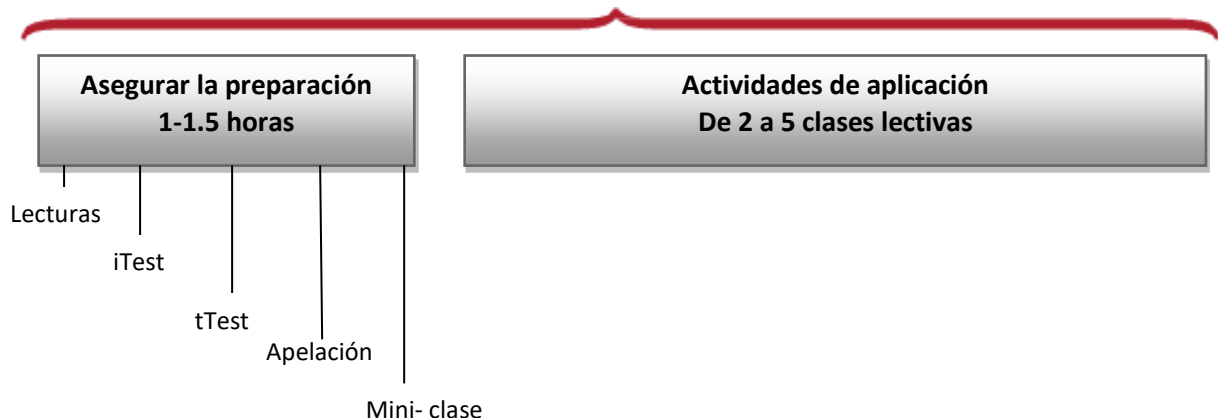 Asegurar la preparación
1-1.5 horas
Actividades de aplicación
De 2 a 5 clases lectivas
Lecturas
iTest
tTest
Apelación
Mini- clase